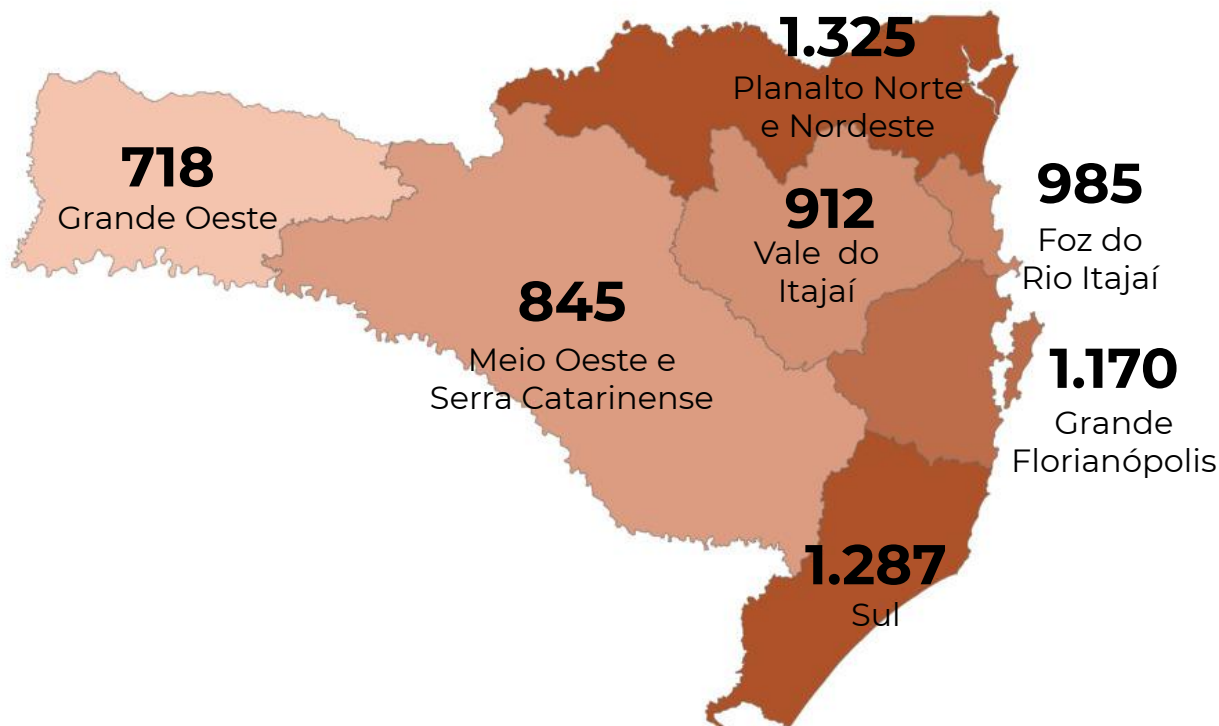 1.325
Planalto Norte
e Nordeste
718
Grande Oeste
912
Vale do
Itajaí
985
Foz do
Rio Itajaí
845
Meio Oeste e
Serra Catarinense
1.170
Grande
Florianópolis
1.287
Sul